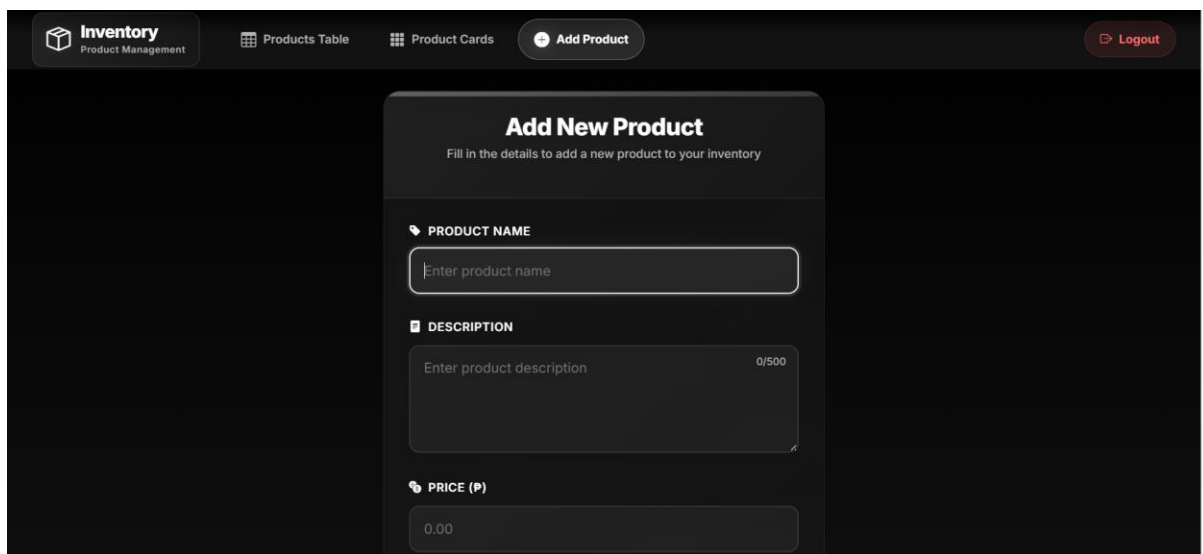 Inventory
Product Management
Products Table
Product Cards
Add Product
Logout
Add New Product
Fill in the details to add a new product to your inventory
PRODUCT NAME
Enter product name
DESCRIPTION
Enter product description
0/500
PRICE (₱)
0.00